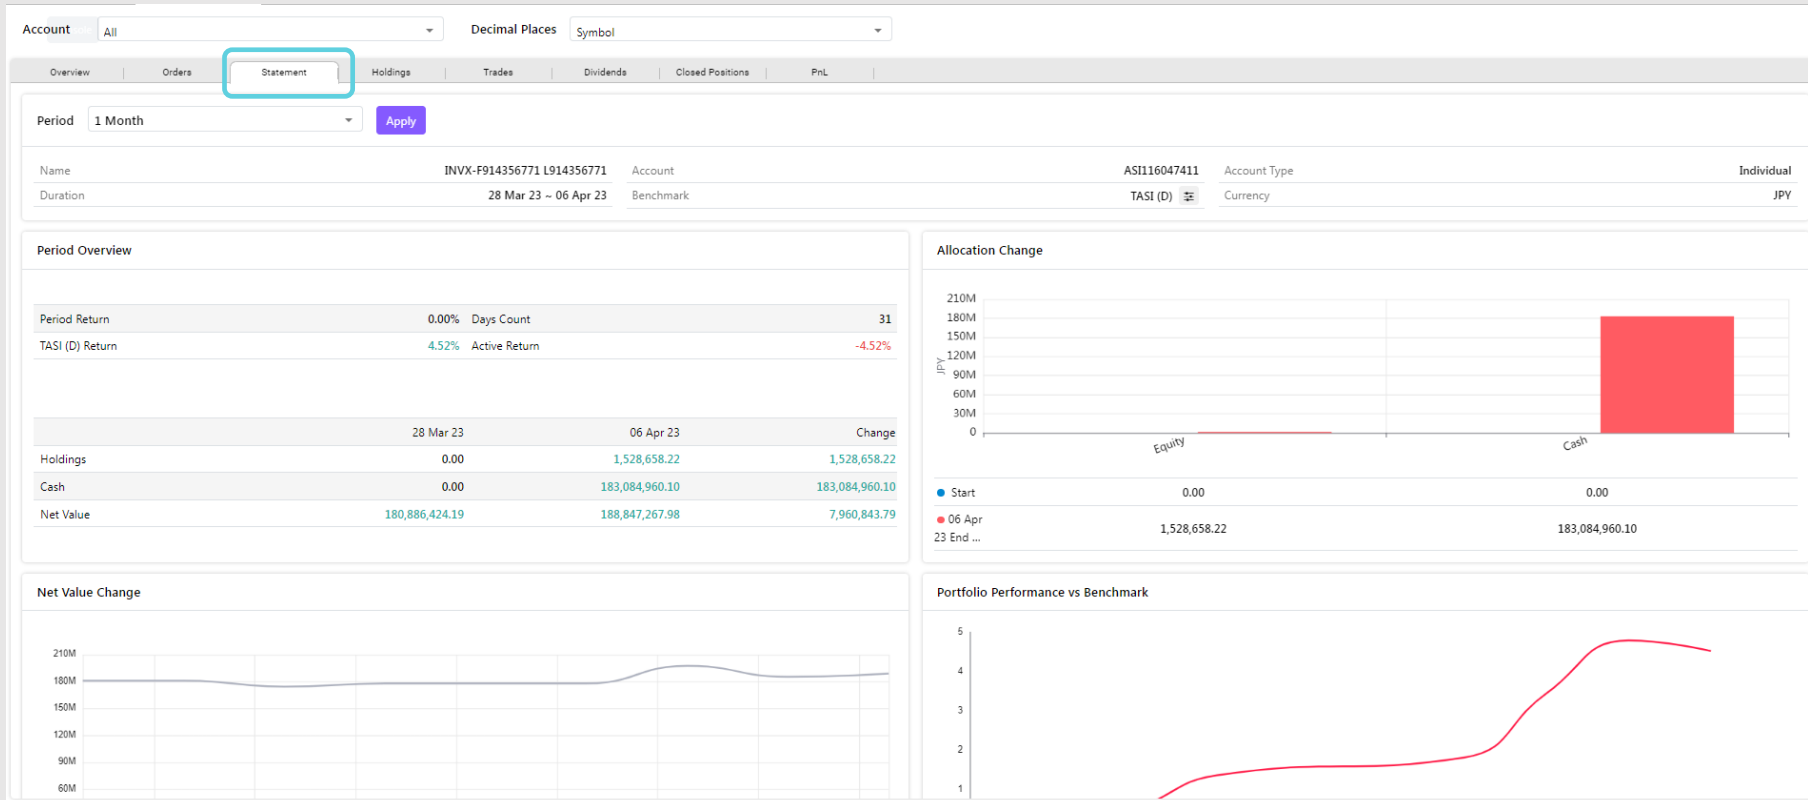 Account All Decimal Places Symbol
Overview Orders Statement Holdings Trades Dividends Closed Positions PnL
Period 1 Month Apply
Name INVX-F914356771 L914356771 Account ASI116047411 Account Type Individual
Duration 28 Mar 23 ~ 06 Apr 23 Benchmark TASI (D) Currency JPY
Period Overview
Period Return 0.00% Days Count 31
TASI (D) Return 4.52% Active Return -4.52%
28 Mar 23 06 Apr 23 Change
Holdings 0.00 1,528,658.22 1,528,658.22
Cash 0.00 183,084,960.10 183,084,960.10
Net Value 180,886,424.19 188,847,267.98 7,960,843.79
Allocation Change
210M
180M
150M
120M
90M
60M
30M
0
JPY
Equity Cash
Start 0.00 0.00
06 Apr
23 End ... 1,528,658.22 183,084,960.10
Net Value Change
210M
180M
150M
120M
90M
60M
Portfolio Performance vs Benchmark
5
4
3
2
1